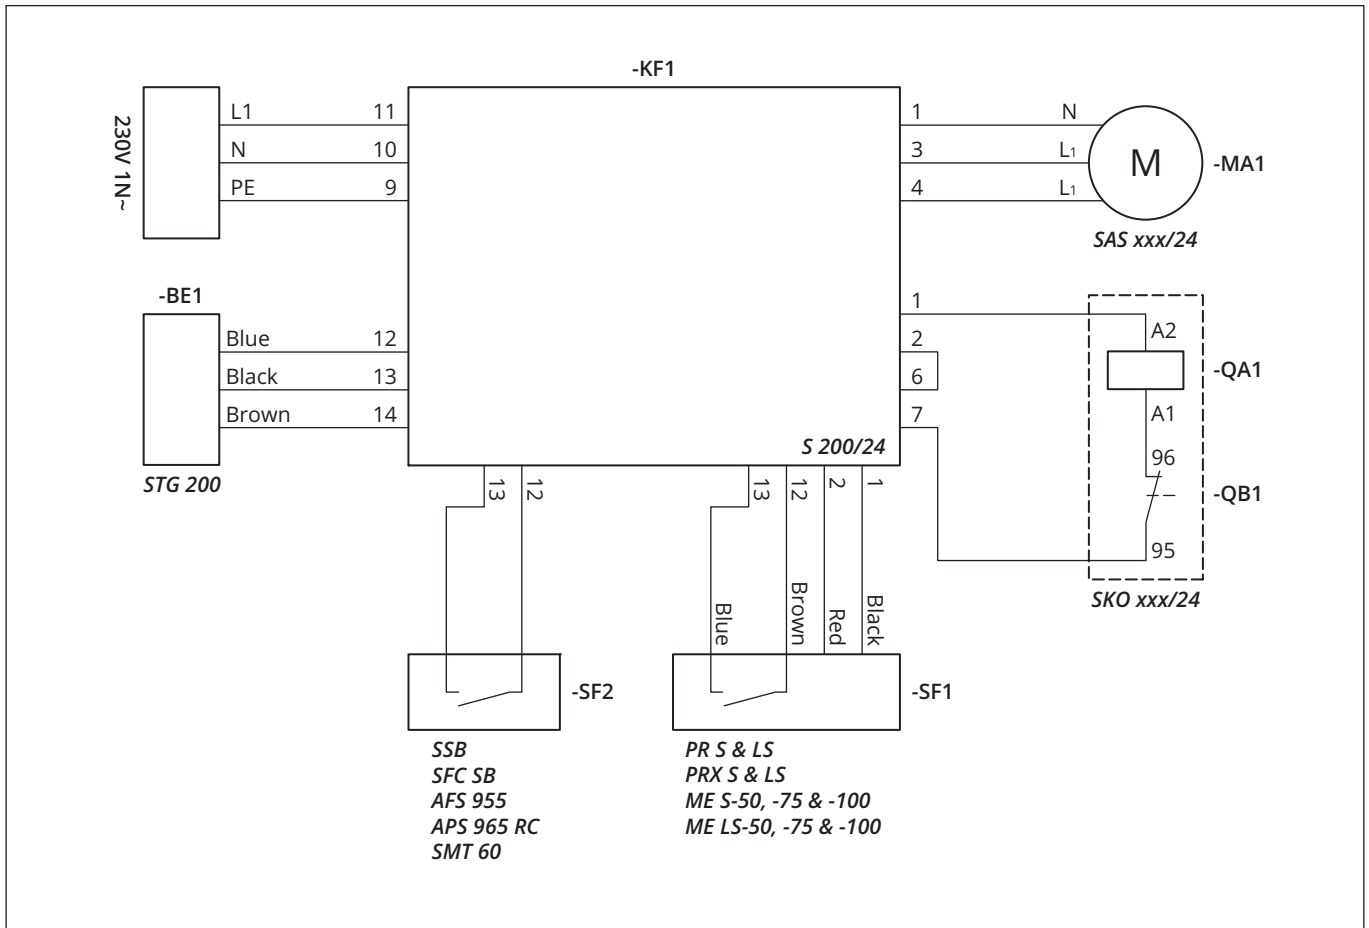 -KF1
230V 1N~
L1 11
N 10
PE 9
1 N
3 L1
4 L1
M
-MA1
SAS xxx/24
-BE1
Blue 12
Black 13
Brown 14
STG 200
1
2
6
7
S 200/24
A2
-QA1
A1
96
-QB1
95
SKO xxx/24
13
12
13
12
2
1
Blue
Brown
Red
Black
-SF2
-SF1
SSB
SFC SB
AFS 955
APS 965 RC
SMT 60
PR S & LS
PRX S & LS
ME S-50, -75 & -100
ME LS-50, -75 & -100